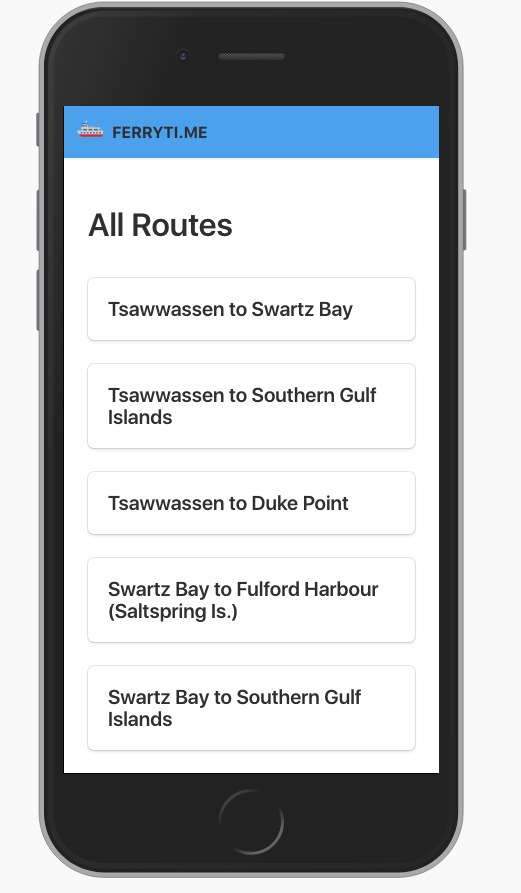 FERRYTI.ME
All Routes
Tsawwassen to Swartz Bay
Tsawwassen to Southern Gulf
Islands
Tsawwassen to Duke Point
Swartz Bay to Fulford Harbour
(Saltspring Is.)
Swartz Bay to Southern Gulf
Islands